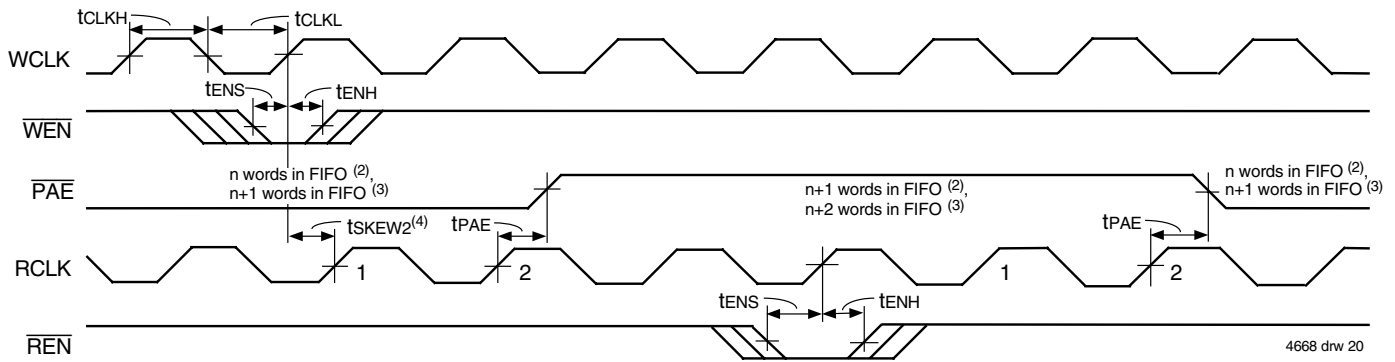 tCLKH
tCLKL
WCLK
tENS
tENH
WEN
n words in FIFO (2),
n+1 words in FIFO (3)
PAE
n+1 words in FIFO (2),
n+2 words in FIFO (3)
n words in FIFO (2),
n+1 words in FIFO (3)
tSKEW2(4)
tPAE
tPAE
RCLK
1
2
1
2
tENS
tENH
REN
4668 drw 20